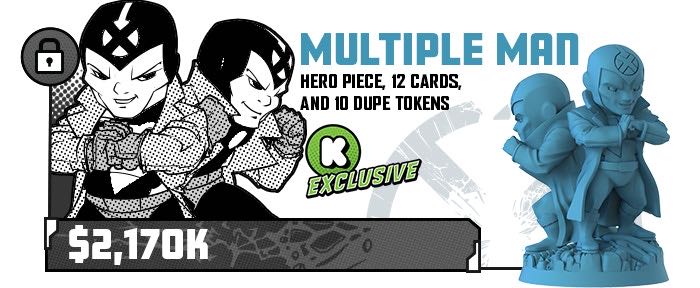 MULTIPLE MAN
HERO PIECE, 12 CARDS,
AND 10 DUPE TOKENS
K
EXCLUSIVE
$2,170K